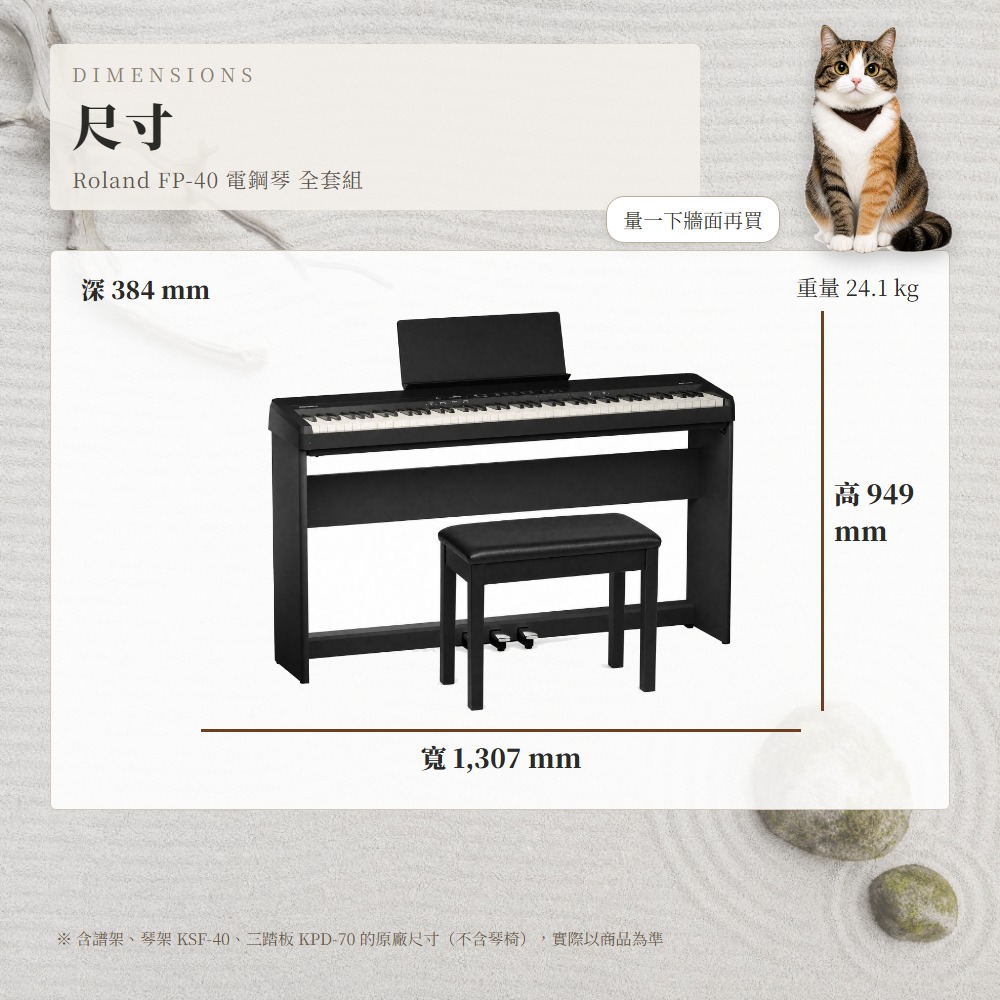 DIMENSIONS
尺寸
Roland FP-40 電鋼琴 全套組
量一下牆面再買
深 384 mm
重量 24.1 kg
高 949
mm
寬 1,307 mm
※ 含譜架、琴架 KSF-40、三踏板 KPD-70 的原廠尺寸（不含琴椅），實際以商品為準